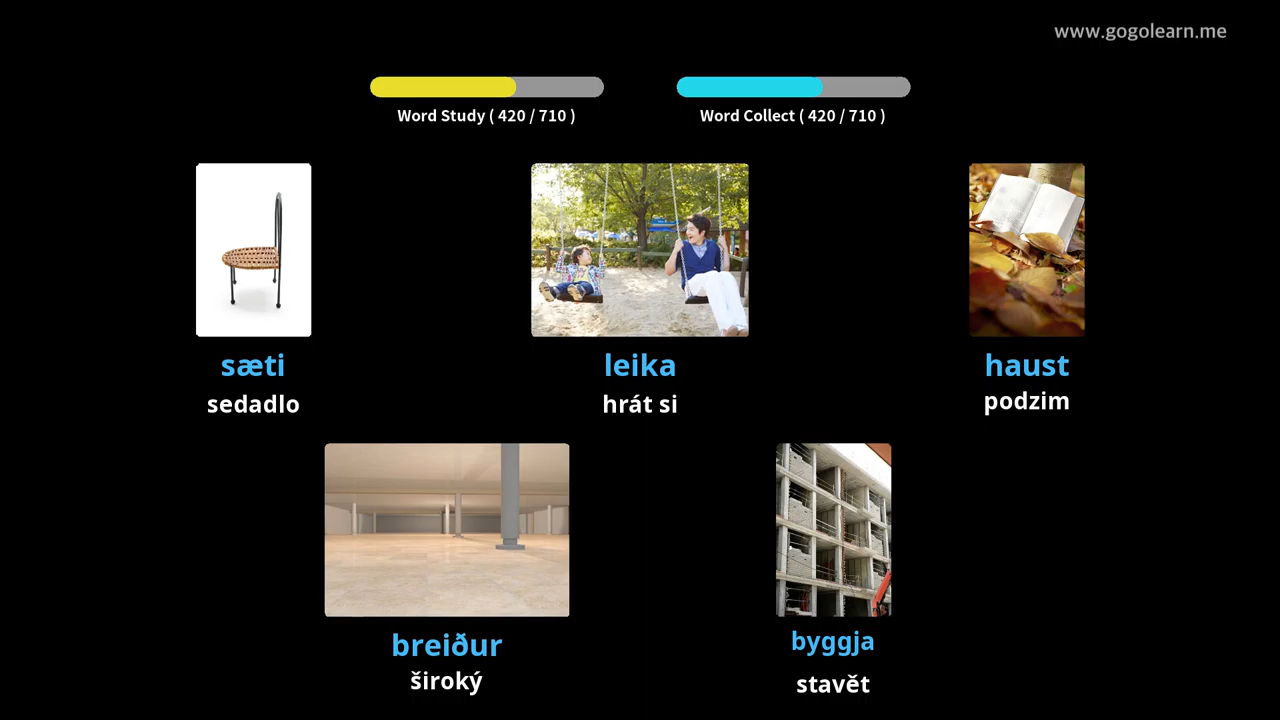 www.gogolearn.me
Word Study ( 420 / 710 )
Word Collect ( 420 / 710 )
sæti
sedadlo
leika
hrát si
haust
podzim
breiður
široký
byggja
stavět